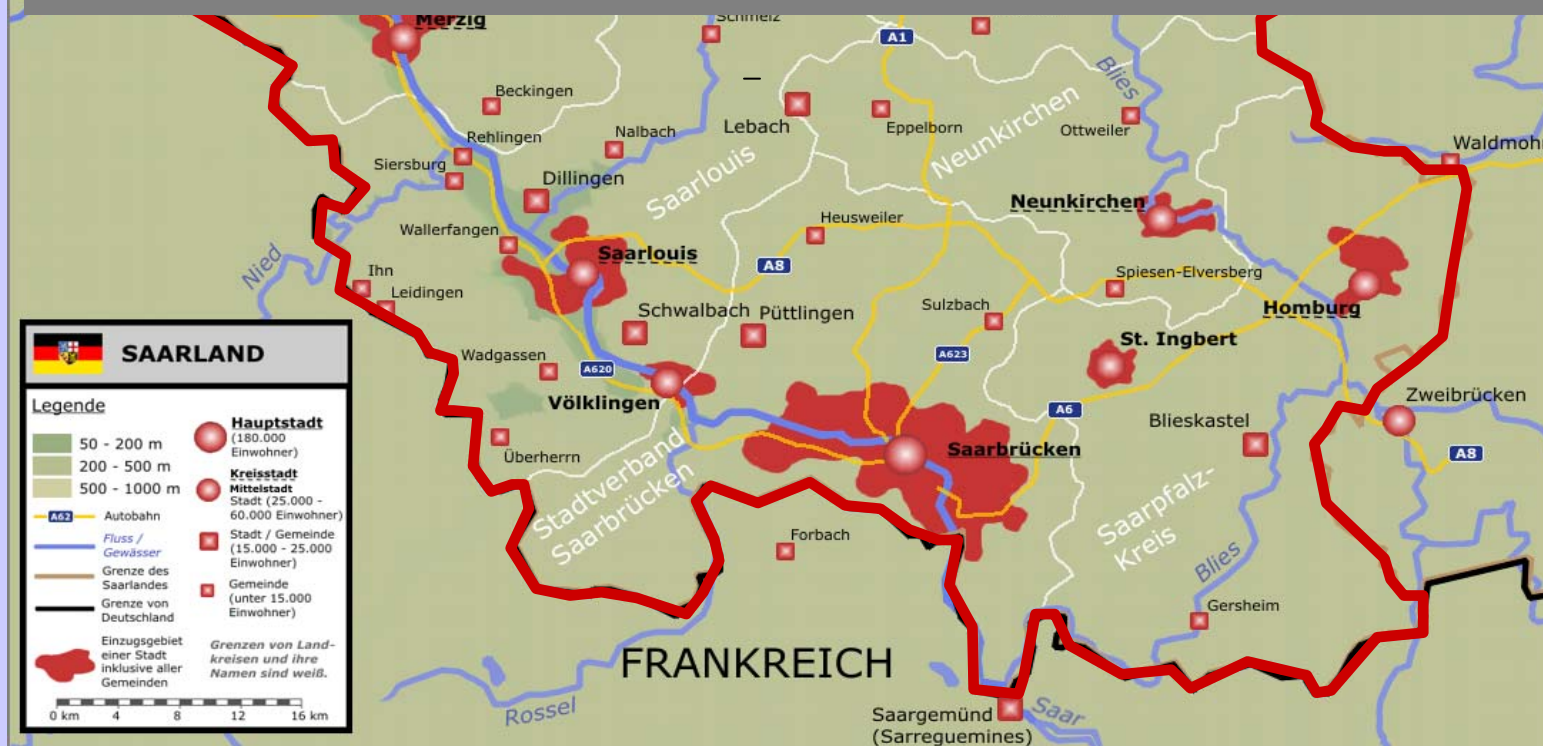 Merzig
Schmelz
A1
Blies
Beckingen
Lebach
Eppelborn
Neunkirchen
Ottweiler
Rehlingen
Nalbach
Waldmohr
Siersburg
Dillingen
Saarlouis
Neunkirchen
Heusweiler
Wallerfangen
Saarlouis
A8
Nied
Ihn
Leidingen
Spiesen-Elversberg
Homburg
Schwalbach
Püttlingen
Sulzbach
St. Ingbert
A623
Wadgassen
A620
Völklingen
A6
Zweibrücken
Blieskastel
Saarbrücken
A8
Überherrn
Stadtverband
Saarbrücken
Saarpfalz-
Kreis
Forbach
Blies
Gersheim
FRANKREICH
Rossel
Saargemünd
(Sarreguemines)
Saar
SAARLAND
Legende
50 - 200 m
200 - 500 m
500 - 1000 m
A62
Autobahn
Fluss /
Gewässer
Grenze des
Saarlandes
Grenze von
Deutschland
Einzugsgebiet
einer Stadt
inklusive aller
Gemeinden
Hauptstadt
(180.000
Einwohner)
Kreisstadt
Mittelstadt
Stadt (25.000 -
60.000 Einwohner)
Stadt / Gemeinde
(15.000 - 25.000
Einwohner)
Gemeinde
(unter 15.000
Einwohner)
Grenzen von Land-
kreisen und ihre
Namen sind weiß.
0 km 4 8 12 16 km